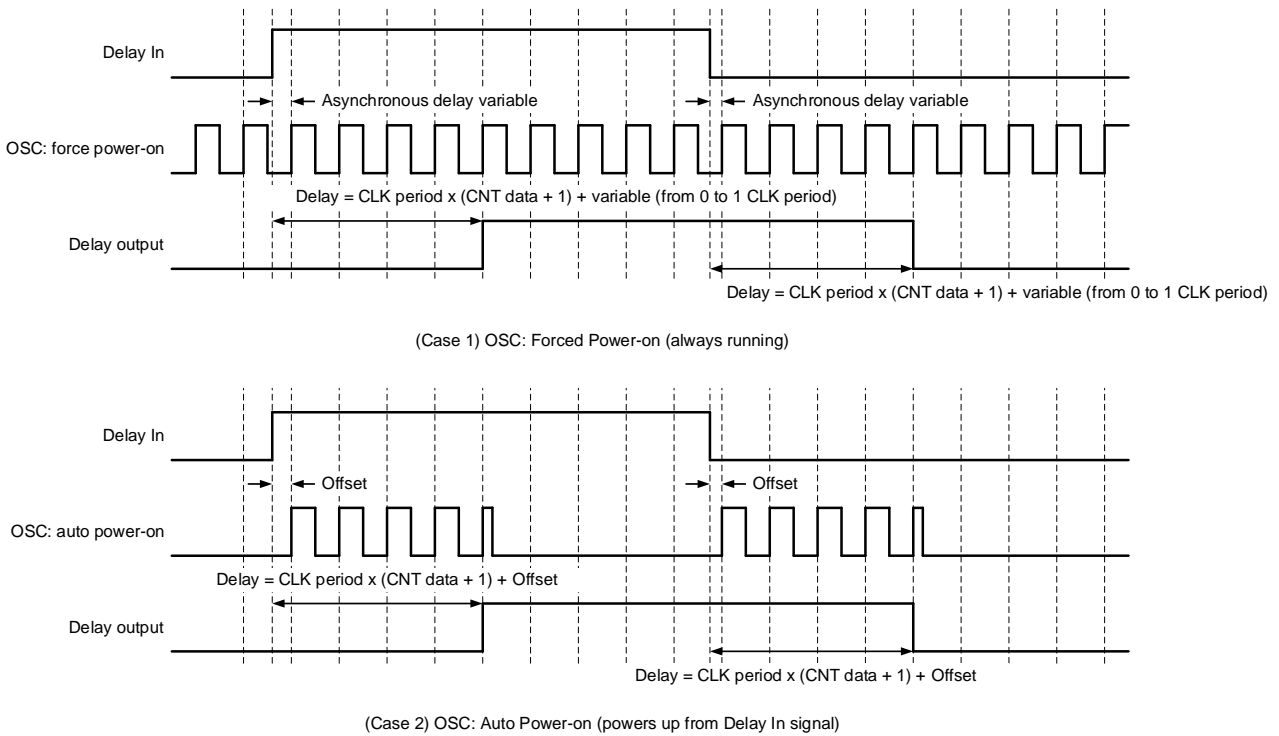 Delay In
Asynchronous delay variable
Asynchronous delay variable
OSC: force power-on
Delay = CLK period x (CNT data + 1) + variable (from 0 to 1 CLK period)
Delay output
Delay = CLK period x (CNT data + 1) + variable (from 0 to 1 CLK period)
(Case 1) OSC: Forced Power-on (always running)
Delay In
Offset
Offset
OSC: auto power-on
Delay = CLK period x (CNT data + 1) + Offset
Delay output
Delay = CLK period x (CNT data + 1) + Offset
(Case 2) OSC: Auto Power-on (powers up from Delay In signal)